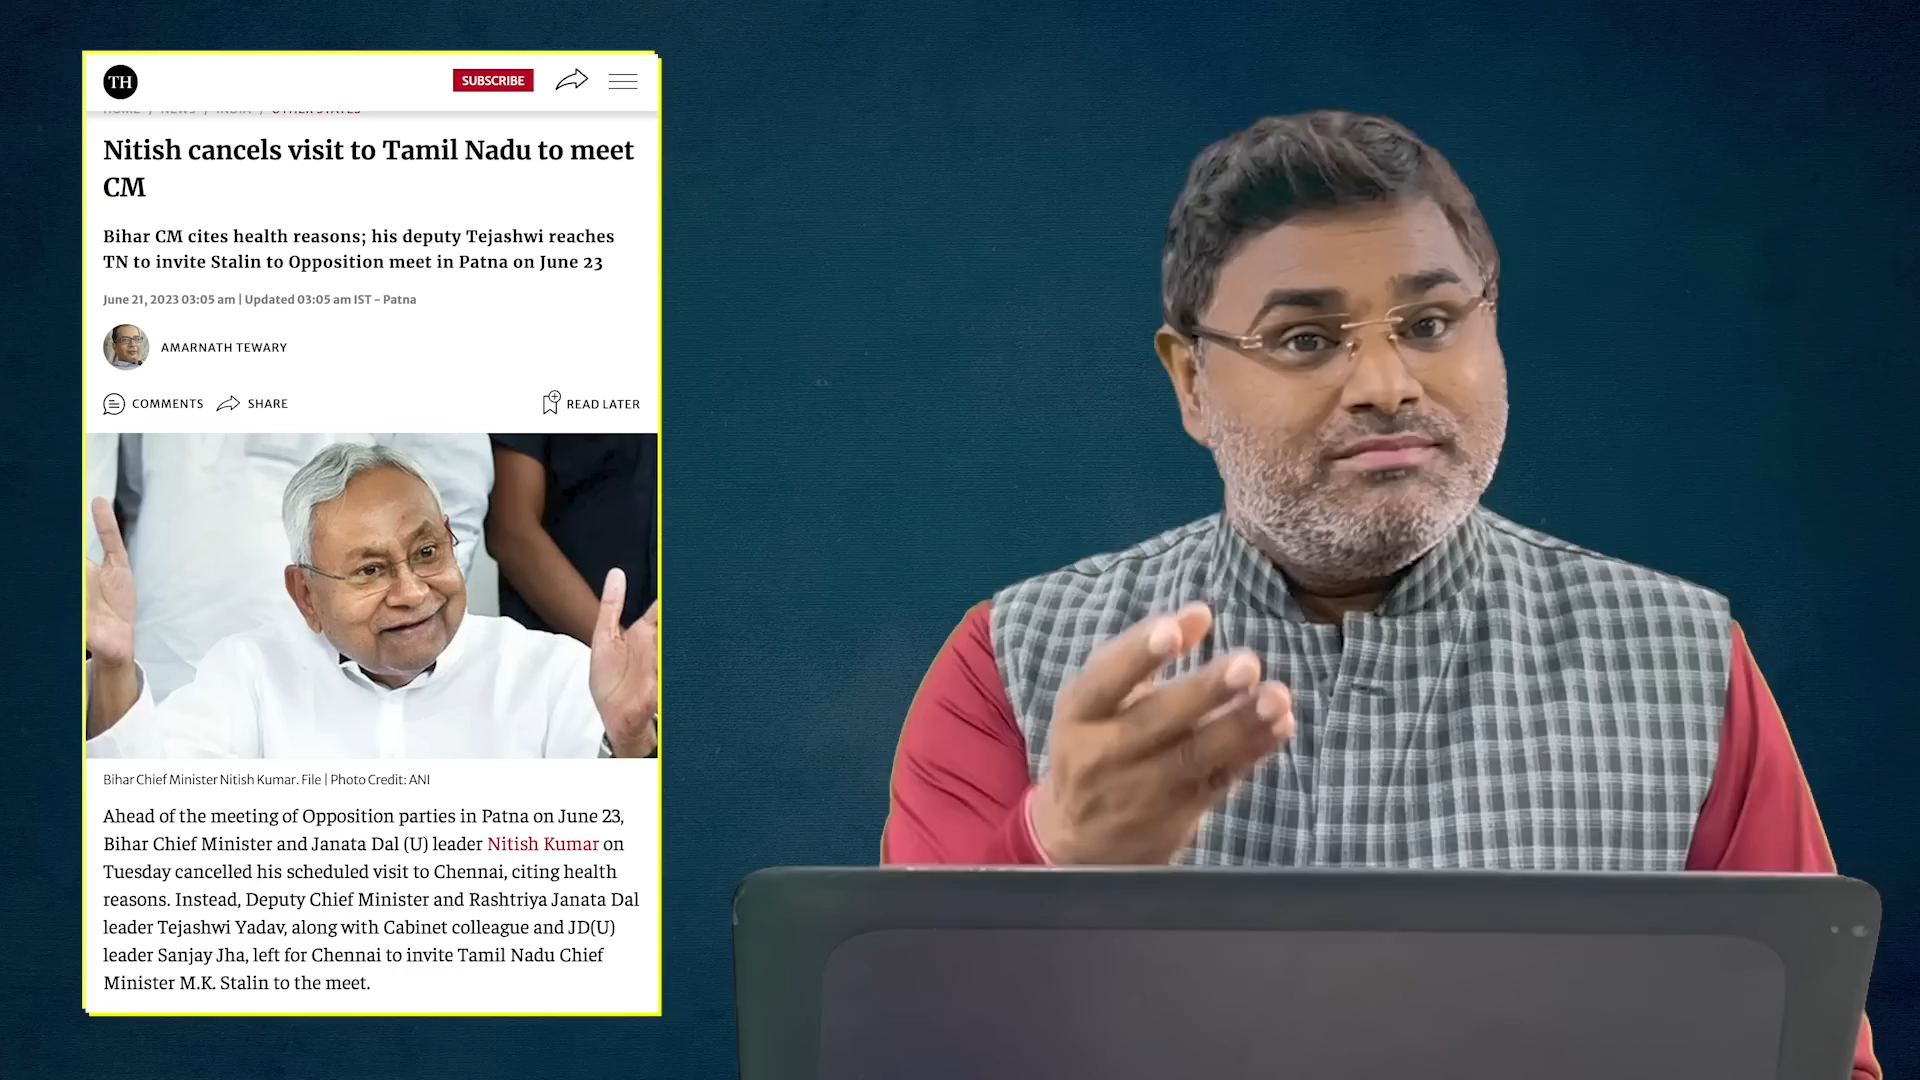 TH
SUBSCRIBE
HOME / NEWS / INDIA / OTHER STATES
Nitish cancels visit to Tamil Nadu to meet
CM
Bihar CM cites health reasons; his deputy Tejashwi reaches
TN to invite Stalin to Opposition meet in Patna on June 23
June 21, 2023 03:05 am | Updated 03:05 am IST - Patna
AMARNATH TEWARY
COMMENTS SHARE READ LATER
Bihar Chief Minister Nitish Kumar. File | Photo Credit: ANI
Ahead of the meeting of Opposition parties in Patna on June 23,
Bihar Chief Minister and Janata Dal (U) leader Nitish Kumar on
Tuesday cancelled his scheduled visit to Chennai, citing health
reasons. Instead, Deputy Chief Minister and Rashtriya Janata Dal
leader Tejashwi Yadav, along with Cabinet colleague and JD(U)
leader Sanjay Jha, left for Chennai to invite Tamil Nadu Chief
Minister M.K. Stalin to the meet.